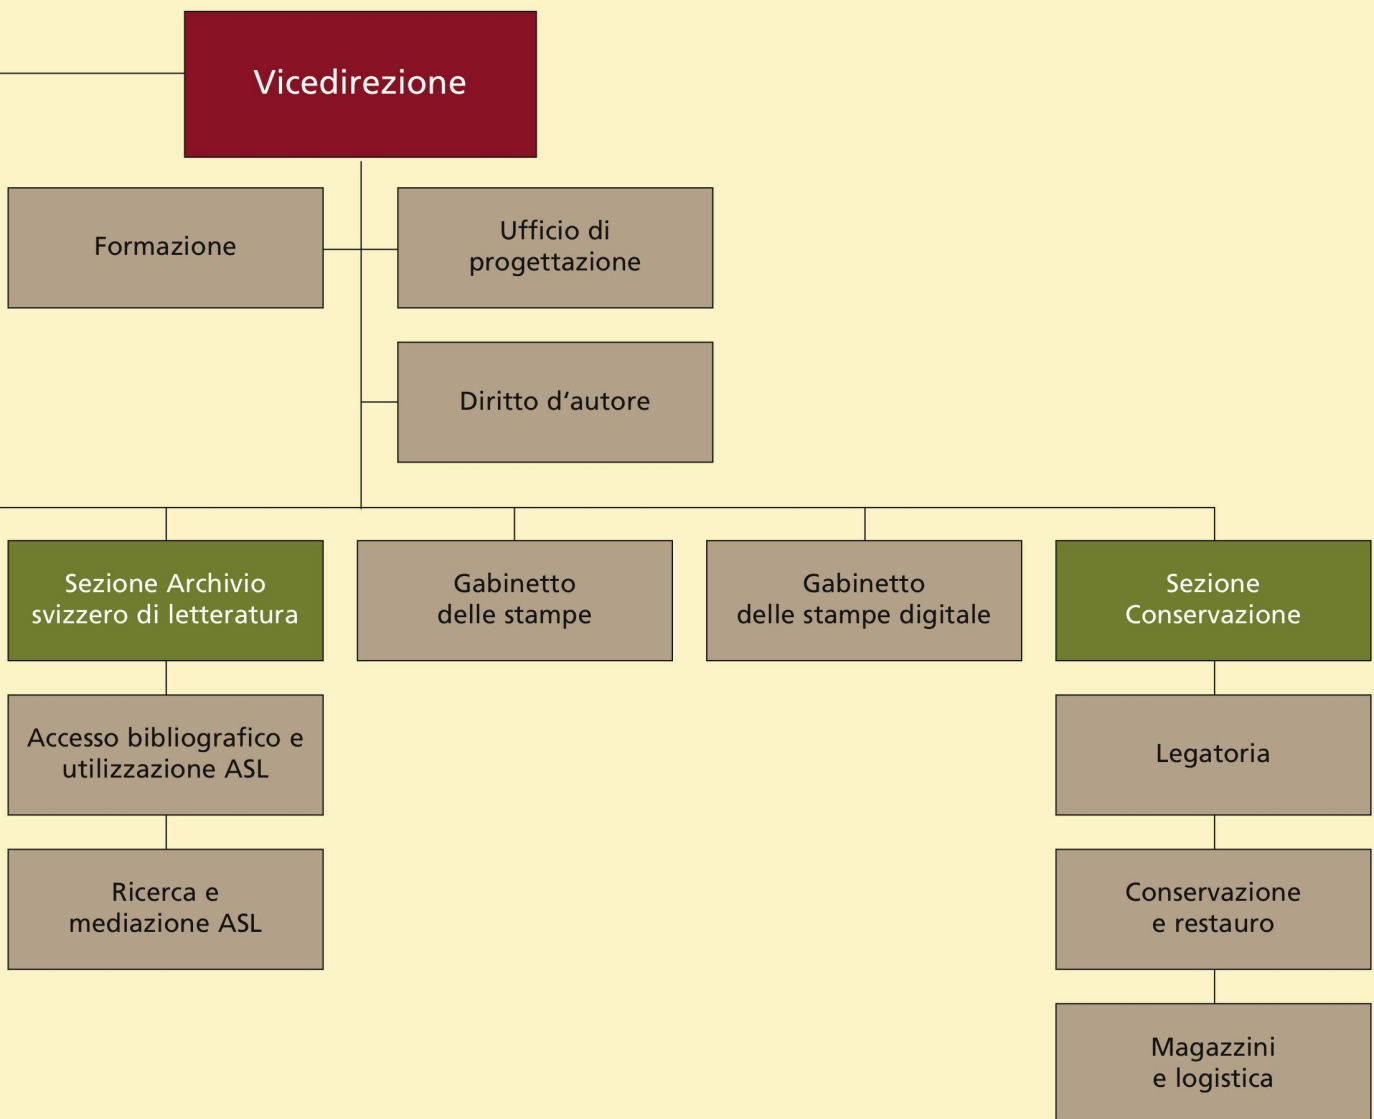 Vicedirezione
Formazione
Ufficio di
progettazione
Diritto d‘autore
Sezione Archivio
svizzero di letteratura
Gabinetto
delle stampe
Gabinetto
delle stampe digitale
Sezione
Conservazione
Accesso bibliografico e
utilizzazione ASL
Legatoria
Ricerca e
mediazione ASL
Conservazione
e restauro
Magazzini
e logistica